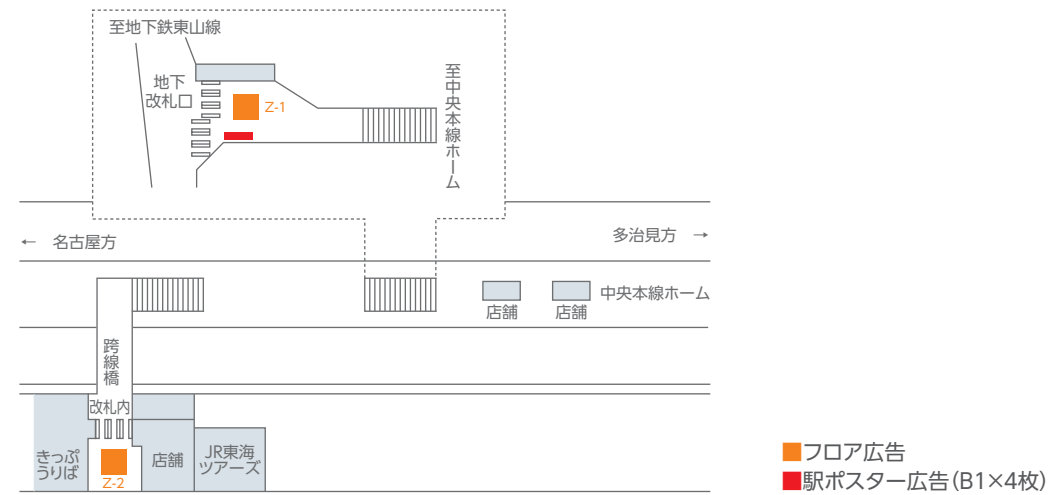 至地下鉄東山線
地下
改札口
Z-1
至中央本線ホーム
← 名古屋方
多治見方 →
中央本線ホーム
店舗
店舗
跨線橋
改札内
きっぷ
うりば
Z-2
店舗
JR東海
ツアーズ
フロア広告
駅ポスター広告(B1×4枚)